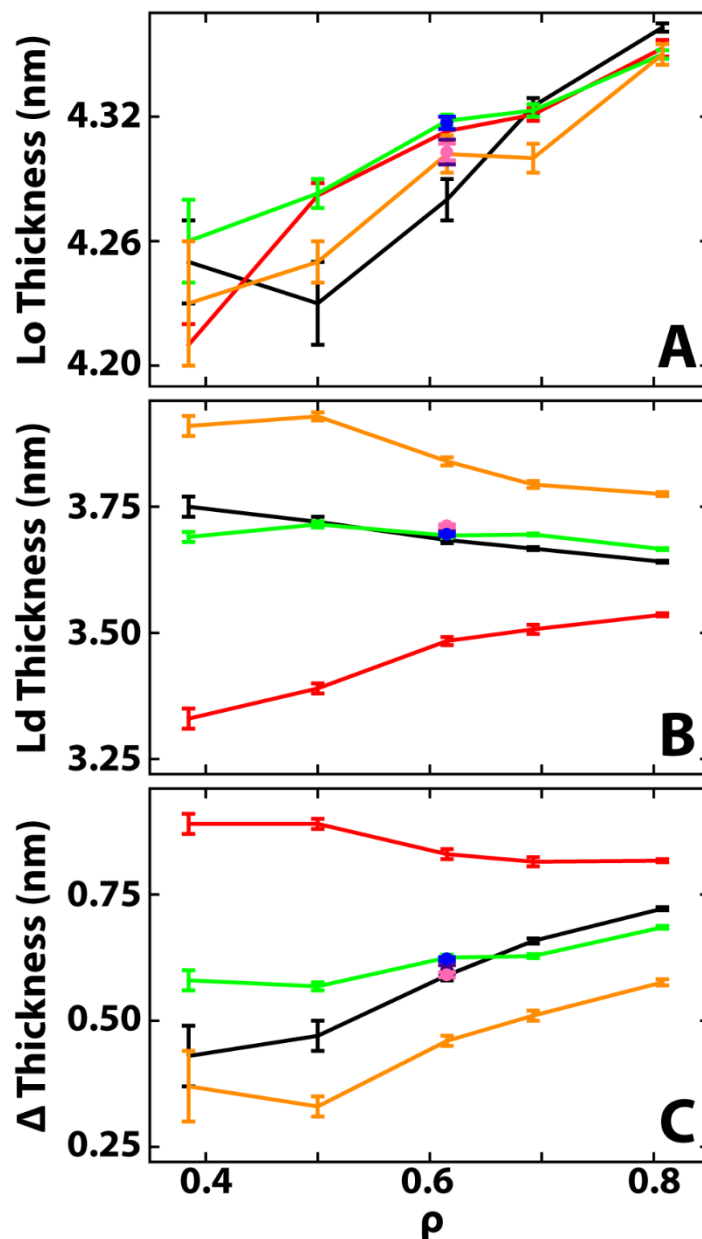 Lo Thickness (nm)
4.32
4.26
4.20
A
Ld Thickness (nm)
3.75
3.50
3.25
B
Δ Thickness (nm)
0.75
0.50
0.25
C
0.4 0.6 0.8
ρ